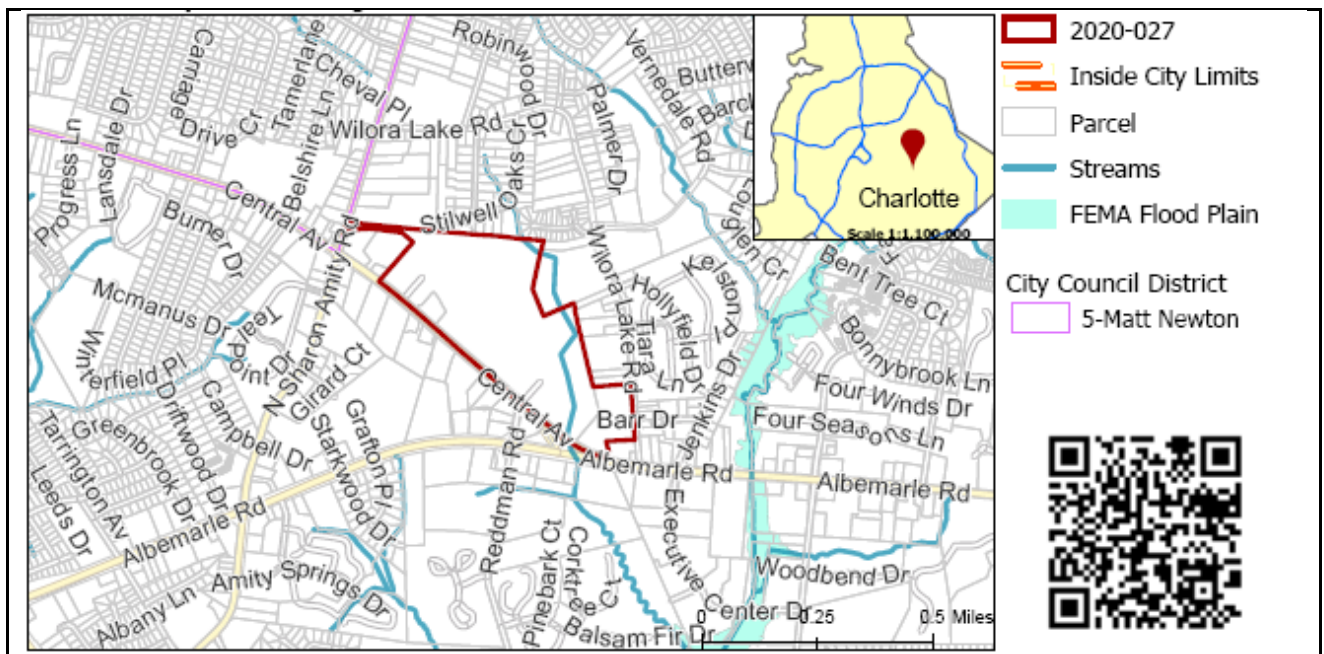 Carriage
Drive Cr
Tamerlane
Cheval Pl
Robinwood Dr
Vernedale Rd
Palmer Dr
Lansdale Dr
Progress Ln
Belshire Ln
Wilora Lake Rd
Oaks Cr
Stilwell
Central Av
Burner Dr
N Sharon Amity Rd
Mcmanus Dr
Tear
Point Dr
Winterfield Pl
Girard Ct
Driftwood Dr
Campbell Dr
Greenbrook Dr
Tarrington Av
Leeds Dr
Grafton Pl
Starkwood Dr
Albemarle Rd
Amity Springs Dr
Albany Ln
Central Av
Reddman Rd
Wilora Lake Rd
Hollyfield Dr
Kelston Pl
Tiara Ln
Barr Dr
Jenkins Dr
Albemarle Rd
Albemarle Rd
Bent Tree Ct
Bonnybrook Ln
Four Winds Dr
Four Seasons Ln
Executive Center Dr
Pinebark Ct
Corktree Ct
Balsam Fir Dr
Woodbend Dr
0 0.25 0.5 Miles
Charlotte
Scale 1:1,100,000
2020-027
Inside City Limits
Parcel
Streams
FEMA Flood Plain
City Council District
5-Matt Newton